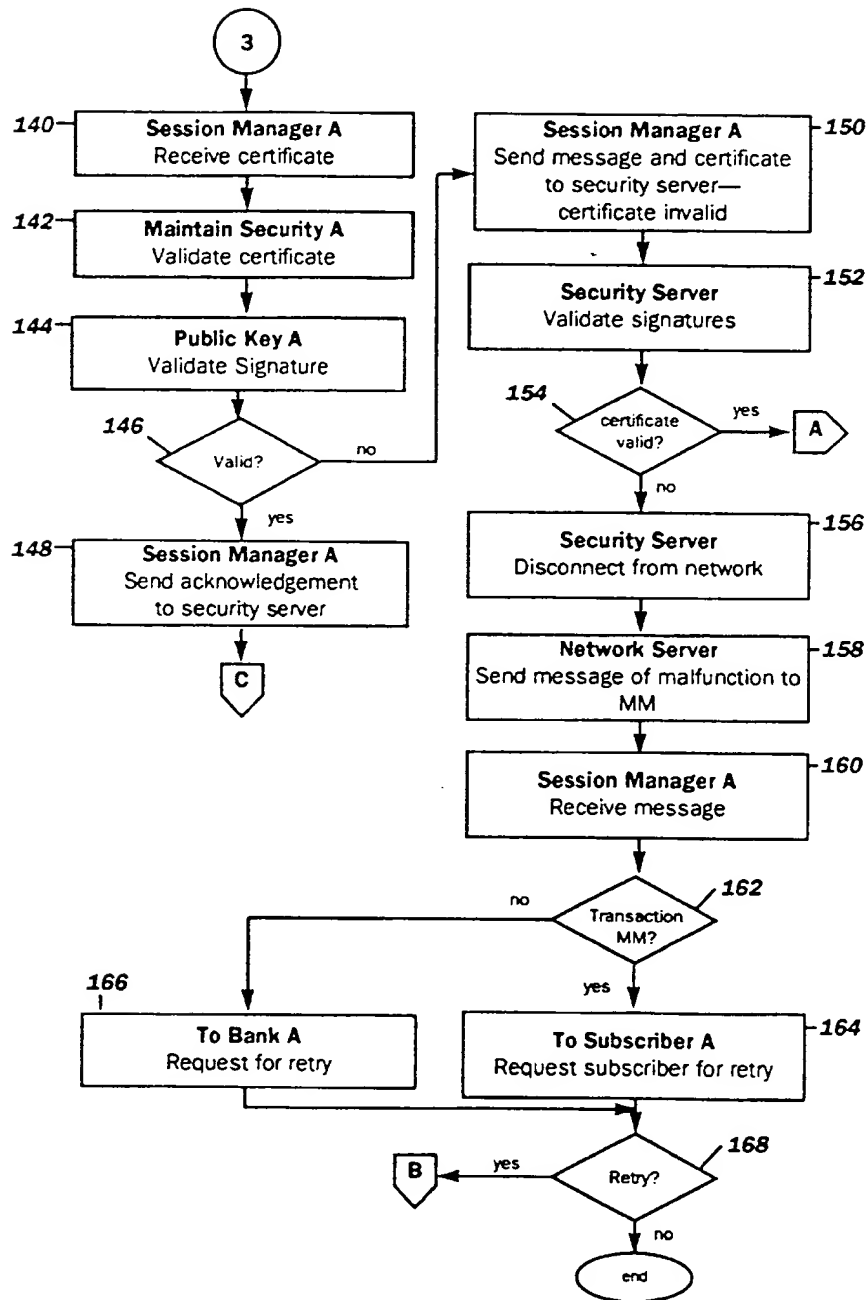 3
140
Session Manager A
Receive certificate
142
Maintain Security A
Validate certificate
144
Public Key A
Validate Signature
146
Valid?
no
yes
148
Session Manager A
Send acknowledgement
to security server
C
150
Session Manager A
Send message and certificate
to security server—
certificate invalid
152
Security Server
Validate signatures
154
certificate
valid?
yes
A
no
156
Security Server
Disconnect from network
158
Network Server
Send message of malfunction to
MM
160
Session Manager A
Receive message
162
Transaction
MM?
no
yes
166
To Bank A
Request for retry
164
To Subscriber A
Request subscriber for retry
168
Retry?
yes
B
no
end